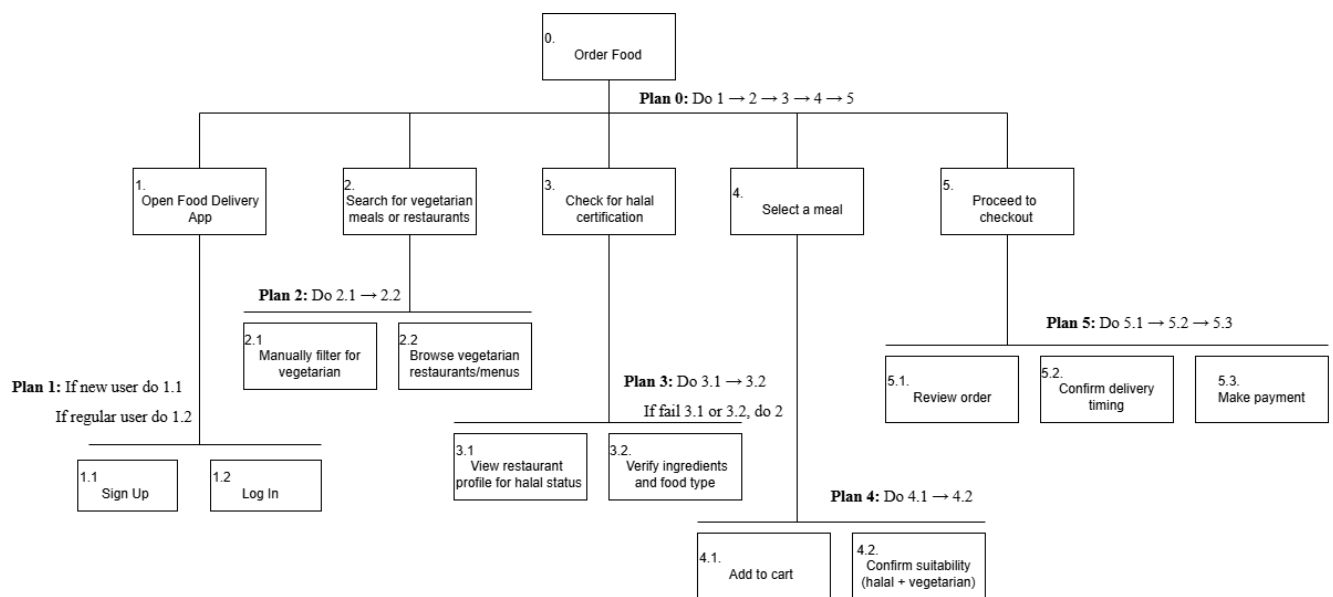 0.
Order Food
Plan 0: Do 1 → 2 → 3 → 4 → 5
1.
Open Food Delivery
App
2.
Search for vegetarian
meals or restaurants
3.
Check for halal
certification
4.
Select a meal
5.
Proceed to
checkout
Plan 1: If new user do 1.1
If regular user do 1.2
1.1
Sign Up
1.2
Log In
Plan 2: Do 2.1 → 2.2
2.1
Manually filter for
vegetarian
2.2
Browse vegetarian
restaurants/menus
Plan 3: Do 3.1 → 3.2
If fail 3.1 or 3.2, do 2
3.1
View restaurant
profile for halal status
3.2.
Verify ingredients
and food type
Plan 4: Do 4.1 → 4.2
4.1.
Add to cart
4.2.
Confirm suitability
(halal + vegetarian)
Plan 5: Do 5.1 → 5.2 → 5.3
5.1.
Review order
5.2.
Confirm delivery
timing
5.3.
Make payment